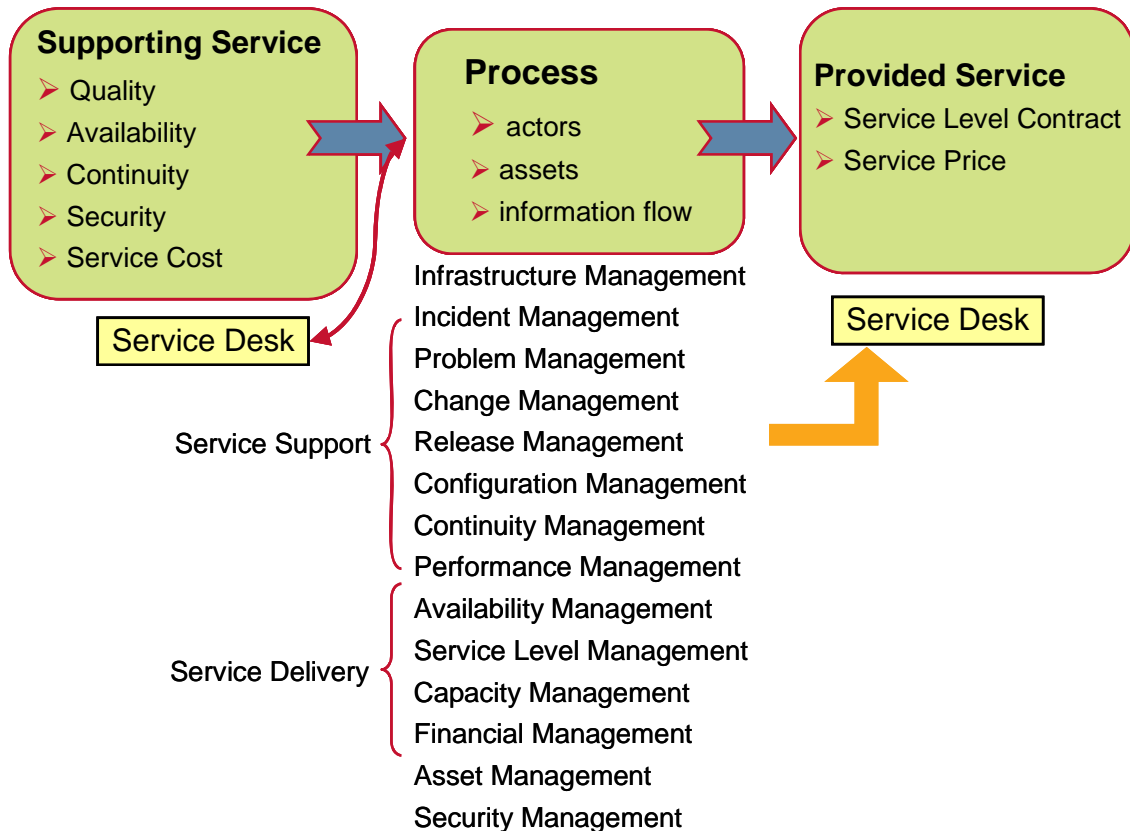 Supporting Service
Quality
Availability
Continuity
Security
Service Cost
Process
actors
assets
information flow
Provided Service
Service Level Contract
Service Price
Service Desk
Service Desk
Infrastructure Management
Incident Management
Problem Management
Change Management
Release Management
Configuration Management
Continuity Management
Performance Management
Availability Management
Service Level Management
Capacity Management
Financial Management
Asset Management
Security Management
Service Support
Service Delivery